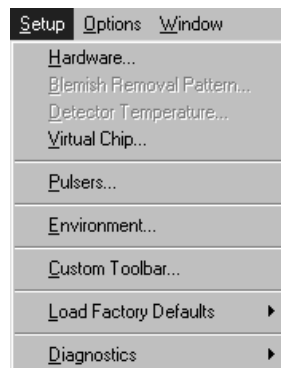 Setup Options Window
Hardware...
Blemish Removal Pattern...
Detector Temperature...
Virtual Chip...
Pulsers...
Environment...
Custom Toolbar...
Load Factory Defaults
Diagnostics